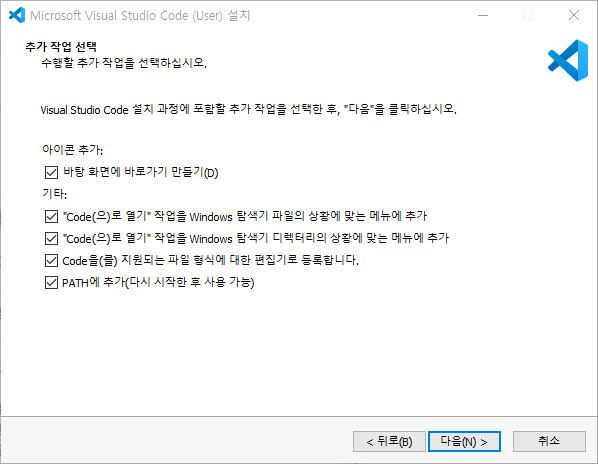 Microsoft Visual Studio Code (User) 설치
추가 작업 선택
수행할 추가 작업을 선택하십시오.
Visual Studio Code 설치 과정에 포함할 추가 작업을 선택한 후, "다음"을 클릭하십시오.
아이콘 추가:
바탕 화면에 바로가기 만들기(D)
기타:
"Code(으)로 열기" 작업을 Windows 탐색기 파일의 상황에 맞는 메뉴에 추가
"Code(으)로 열기" 작업을 Windows 탐색기 디렉터리의 상황에 맞는 메뉴에 추가
Code을(를) 지원되는 파일 형식에 대한 편집기로 등록합니다.
PATH에 추가(다시 시작한 후 사용 가능)
< 뒤로(B) 다음(N) > 취소